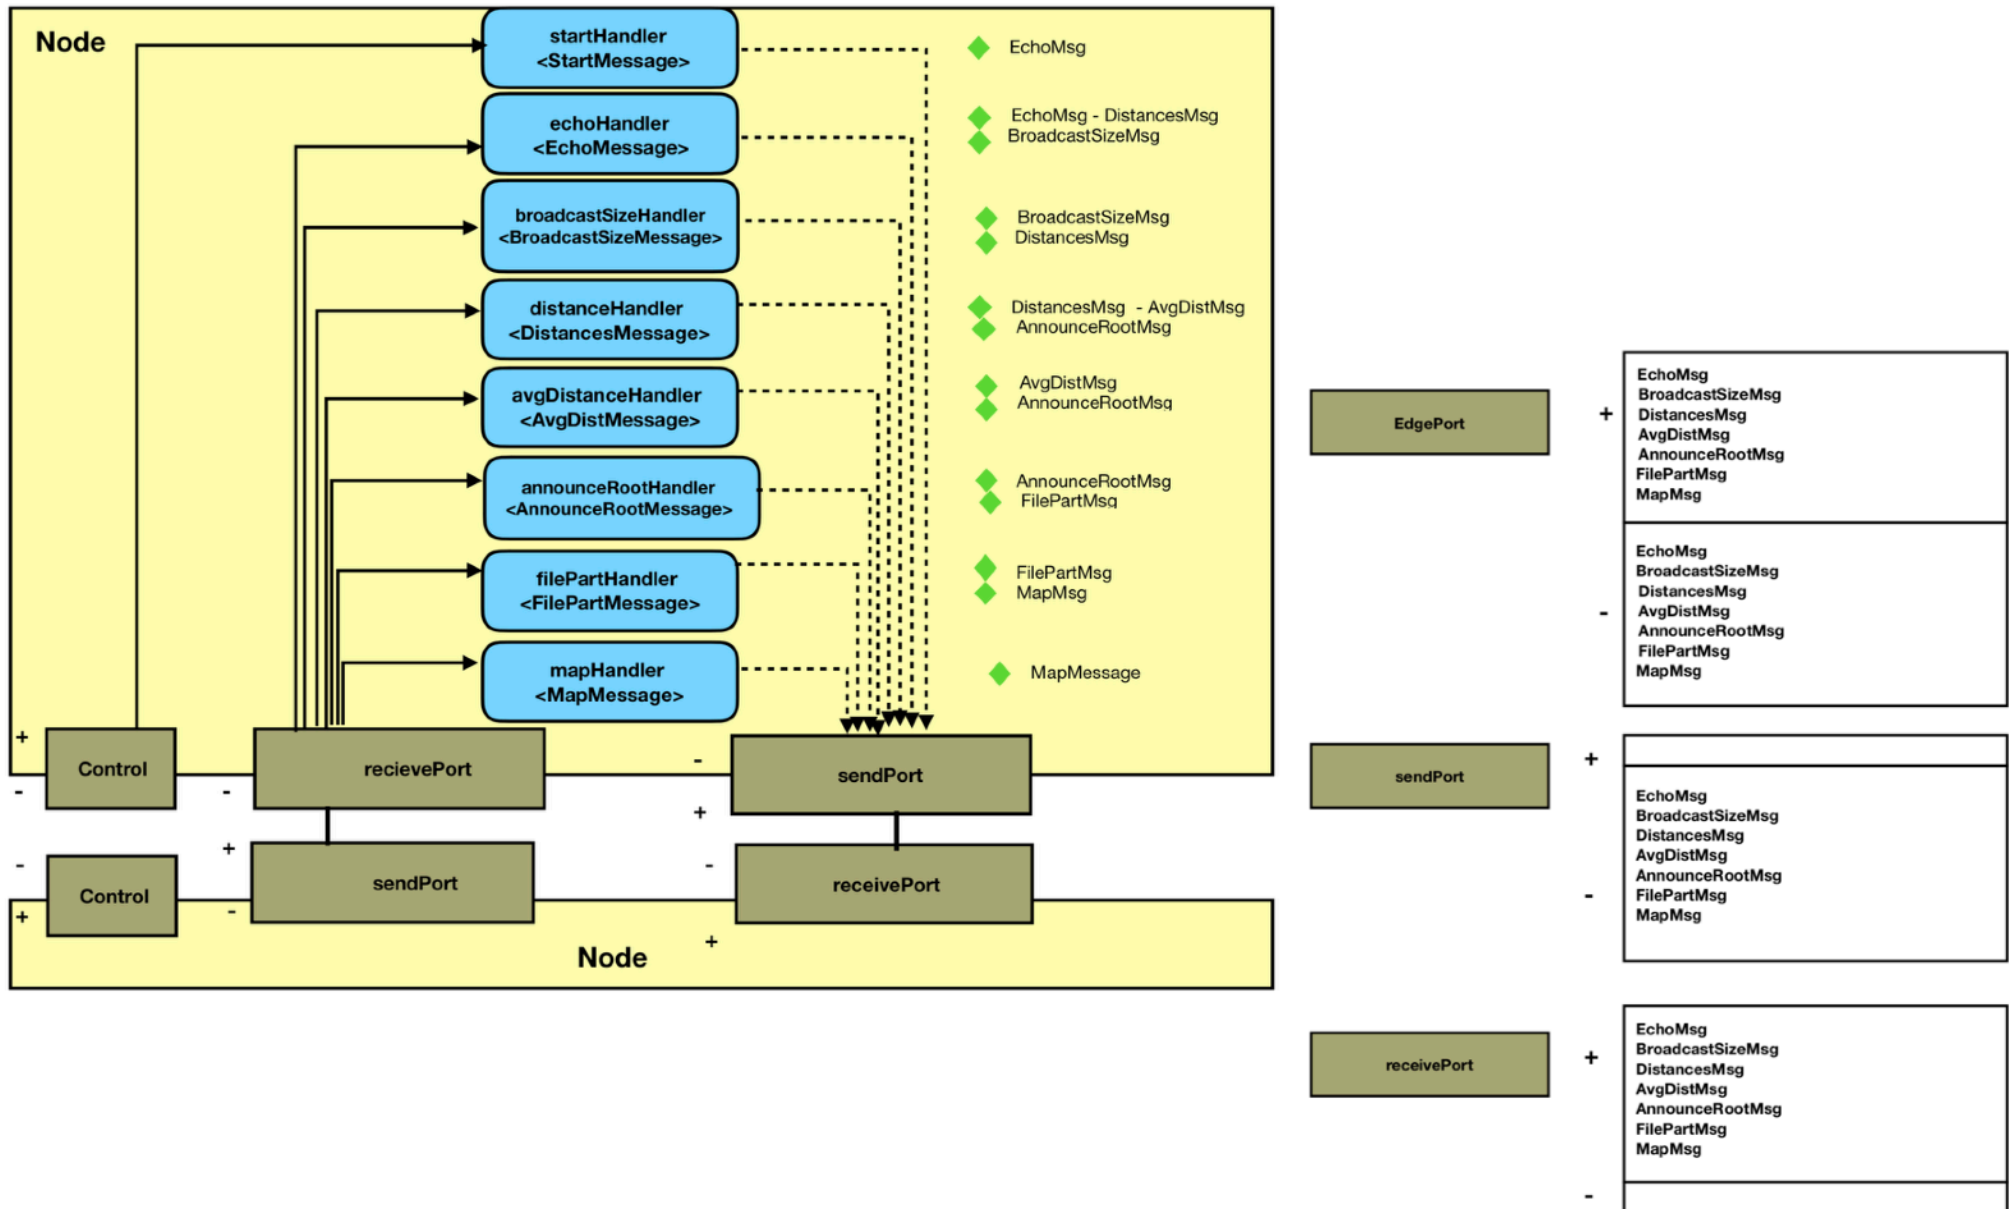 Node
startHandler
<StartMessage>
EchoMsg
echoHandler
<EchoMessage>
EchoMsg - DistancesMsg
BroadcastSizeMsg
broadcastSizeHandler
<BroadcastSizeMessage>
BroadcastSizeMsg
DistancesMsg
distanceHandler
<DistancesMessage>
DistancesMsg - AvgDistMsg
AnnounceRootMsg
avgDistanceHandler
<AvgDistMessage>
AvgDistMsg
AnnounceRootMsg
announceRootHandler
<AnnounceRootMessage>
AnnounceRootMsg
FilePartMsg
filePartHandler
<FilePartMessage>
FilePartMsg
MapMsg
mapHandler
<MapMessage>
MapMessage
+
-
Control
-
recievePort
-
+
sendPort
-
+
Control
+
-
sendPort
-
+
receivePort
Node
EdgePort
+
EchoMsg
BroadcastSizeMsg
DistancesMsg
AvgDistMsg
AnnounceRootMsg
FilePartMsg
MapMsg
-
EchoMsg
BroadcastSizeMsg
DistancesMsg
AvgDistMsg
AnnounceRootMsg
FilePartMsg
MapMsg
sendPort
+
-
EchoMsg
BroadcastSizeMsg
DistancesMsg
AvgDistMsg
AnnounceRootMsg
FilePartMsg
MapMsg
receivePort
+
EchoMsg
BroadcastSizeMsg
DistancesMsg
AvgDistMsg
AnnounceRootMsg
FilePartMsg
MapMsg
-